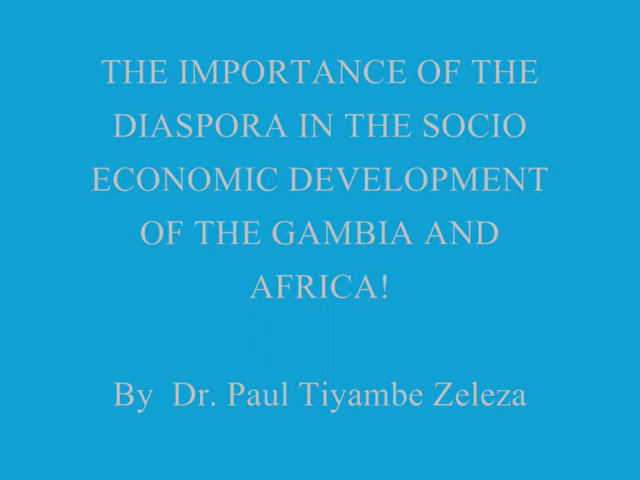 THE IMPORTANCE OF THE
DIASPORA IN THE SOCIO
ECONOMIC DEVELOPMENT
OF THE GAMBIA AND
AFRICA!
By Dr. Paul Tiyambe Zeleza